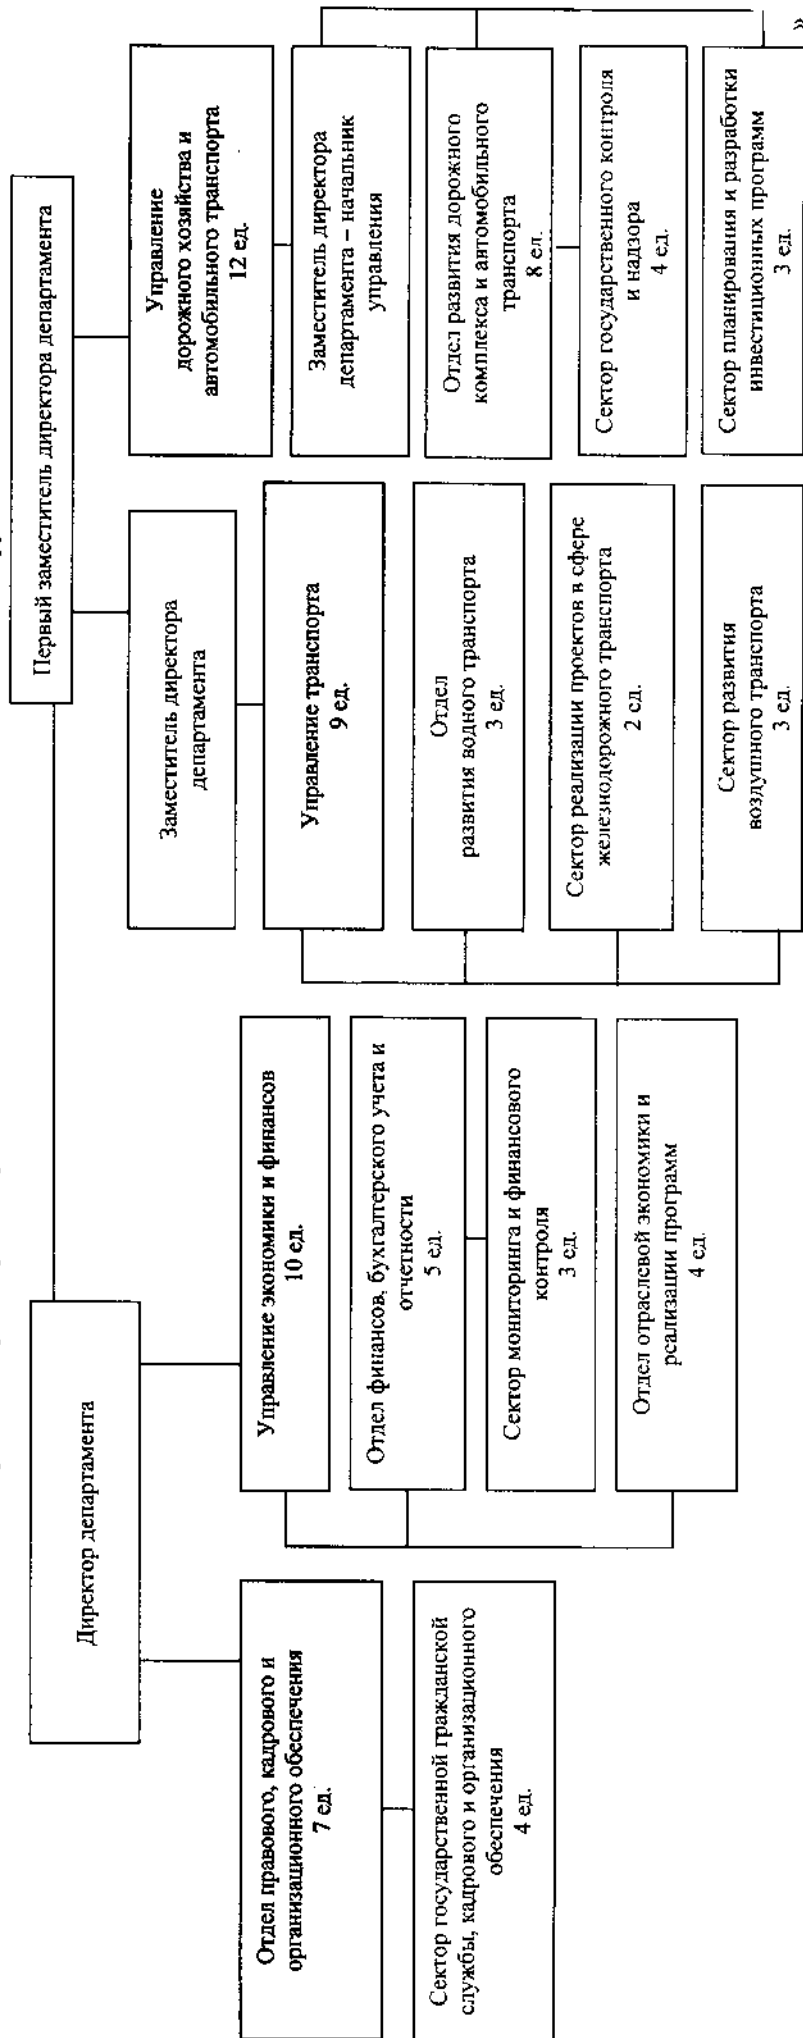 Директор департамента
Первый заместитель директора департамента
Отдел правового, кадрового и
организационного обеспечения
7 ед.
Сектор государственной гражданской
службы, кадрового и организационного
обеспечения
4 ед.
Управление экономики и финансов
10 ед.
Отдел финансов, бухгалтерского учета и
отчетности
5 ед.
Сектор мониторинга и финансового
контроля
3 ед.
Отдел отраслевой экономики и
реализации программ
4 ед.
Заместитель директора
департамента
Управление транспорта
9 ед.
Отдел
развития водного транспорта
3 ед.
Сектор реализации проектов в сфере
железнодорожного транспорта
2 ед.
Сектор развития
воздушного транспорта
3 ед.
Управление
дорожного хозяйства и
автомобильного транспорта
12 ед.
Заместитель директора
департамента – начальник
управления
Отдел развития дорожного
комплекса и автомобильного
транспорта
8 ед.
Сектор государственного контроля
и надзора
4 ед.
Сектор планирования и разработки
инвестиционных программ
3 ед.
»